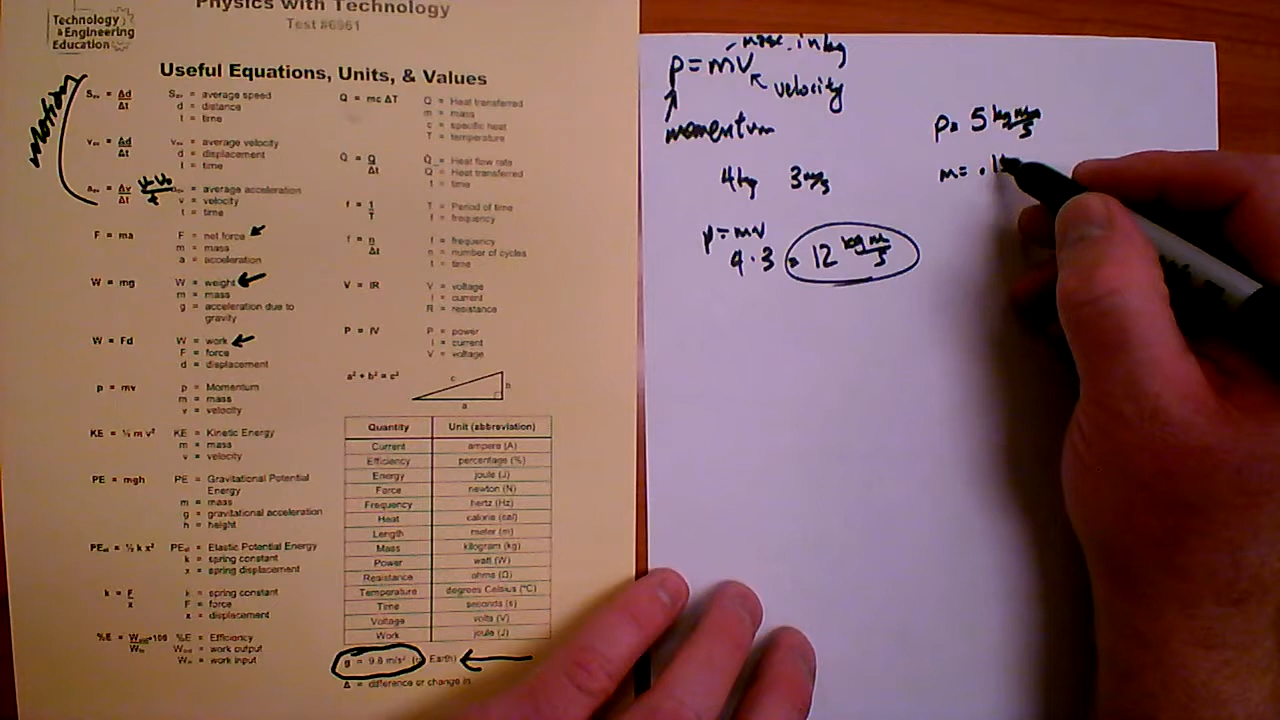 Physics with Technology
Test #6961
Technology
& Engineering
Education
Useful Equations, Units, & Values
Motion
Sav = Δd/Δt
Sav = average speed
d = distance
t = time
Vav = Δd/Δt
Vav = average velocity
d = displacement
t = time
Aav = Δv/Δt
Aav = average acceleration
v = velocity
t = time
F = ma
F = net force
m = mass
a = acceleration
W = mg
W = weight
m = mass
g = acceleration due to
gravity
W = Fd
W = work
F = force
d = displacement
p = mv
p = Momentum
m = mass
v = velocity
KE = ½ m v²
KE = Kinetic Energy
m = mass
v = velocity
PE = mgh
PE = Gravitational Potential
Energy
m = mass
g = gravitational acceleration
h = height
PEel = ½ k x²
PEel = Elastic Potential Energy
k = spring constant
x = spring displacement
k = F/x
k = spring constant
F = force
x = displacement
%E = Wout/Win*100
%E = Efficiency
Wout = work output
Win = work input
Q = mc ΔT
Q = Heat transferred
m = mass
c = specific heat
T = temperature
Q = Q/Δt
Q = Heat flow rate
Q = Heat transferred
t = time
f = 1/T
T = Period of time
f = frequency
f = n/Δt
f = frequency
n = number of cycles
t = time
V = IR
V = voltage
I = current
R = resistance
P = IV
P = power
I = current
V = voltage
a² + b² = c²
c
b
a
Quantity Unit (abbreviation)
Current ampere (A)
Efficiency percentage (%)
Energy joule (J)
Force newton (N)
Frequency hertz (Hz)
Heat calorie (cal)
Length meter (m)
Mass kilogram (kg)
Power watt (W)
Resistance ohms (Ω)
Temperature degrees Celsius (°C)
Time seconds (s)
Voltage volts (V)
Work joule (J)
g = 9.8 m/s² Earth)
Δ = difference or change in
mass in kg
p = mv
velocity
momentum
4kg 3 m/s
p = mv
4 · 3 = 12 kg m/s
p = 5 kg m/s
m =